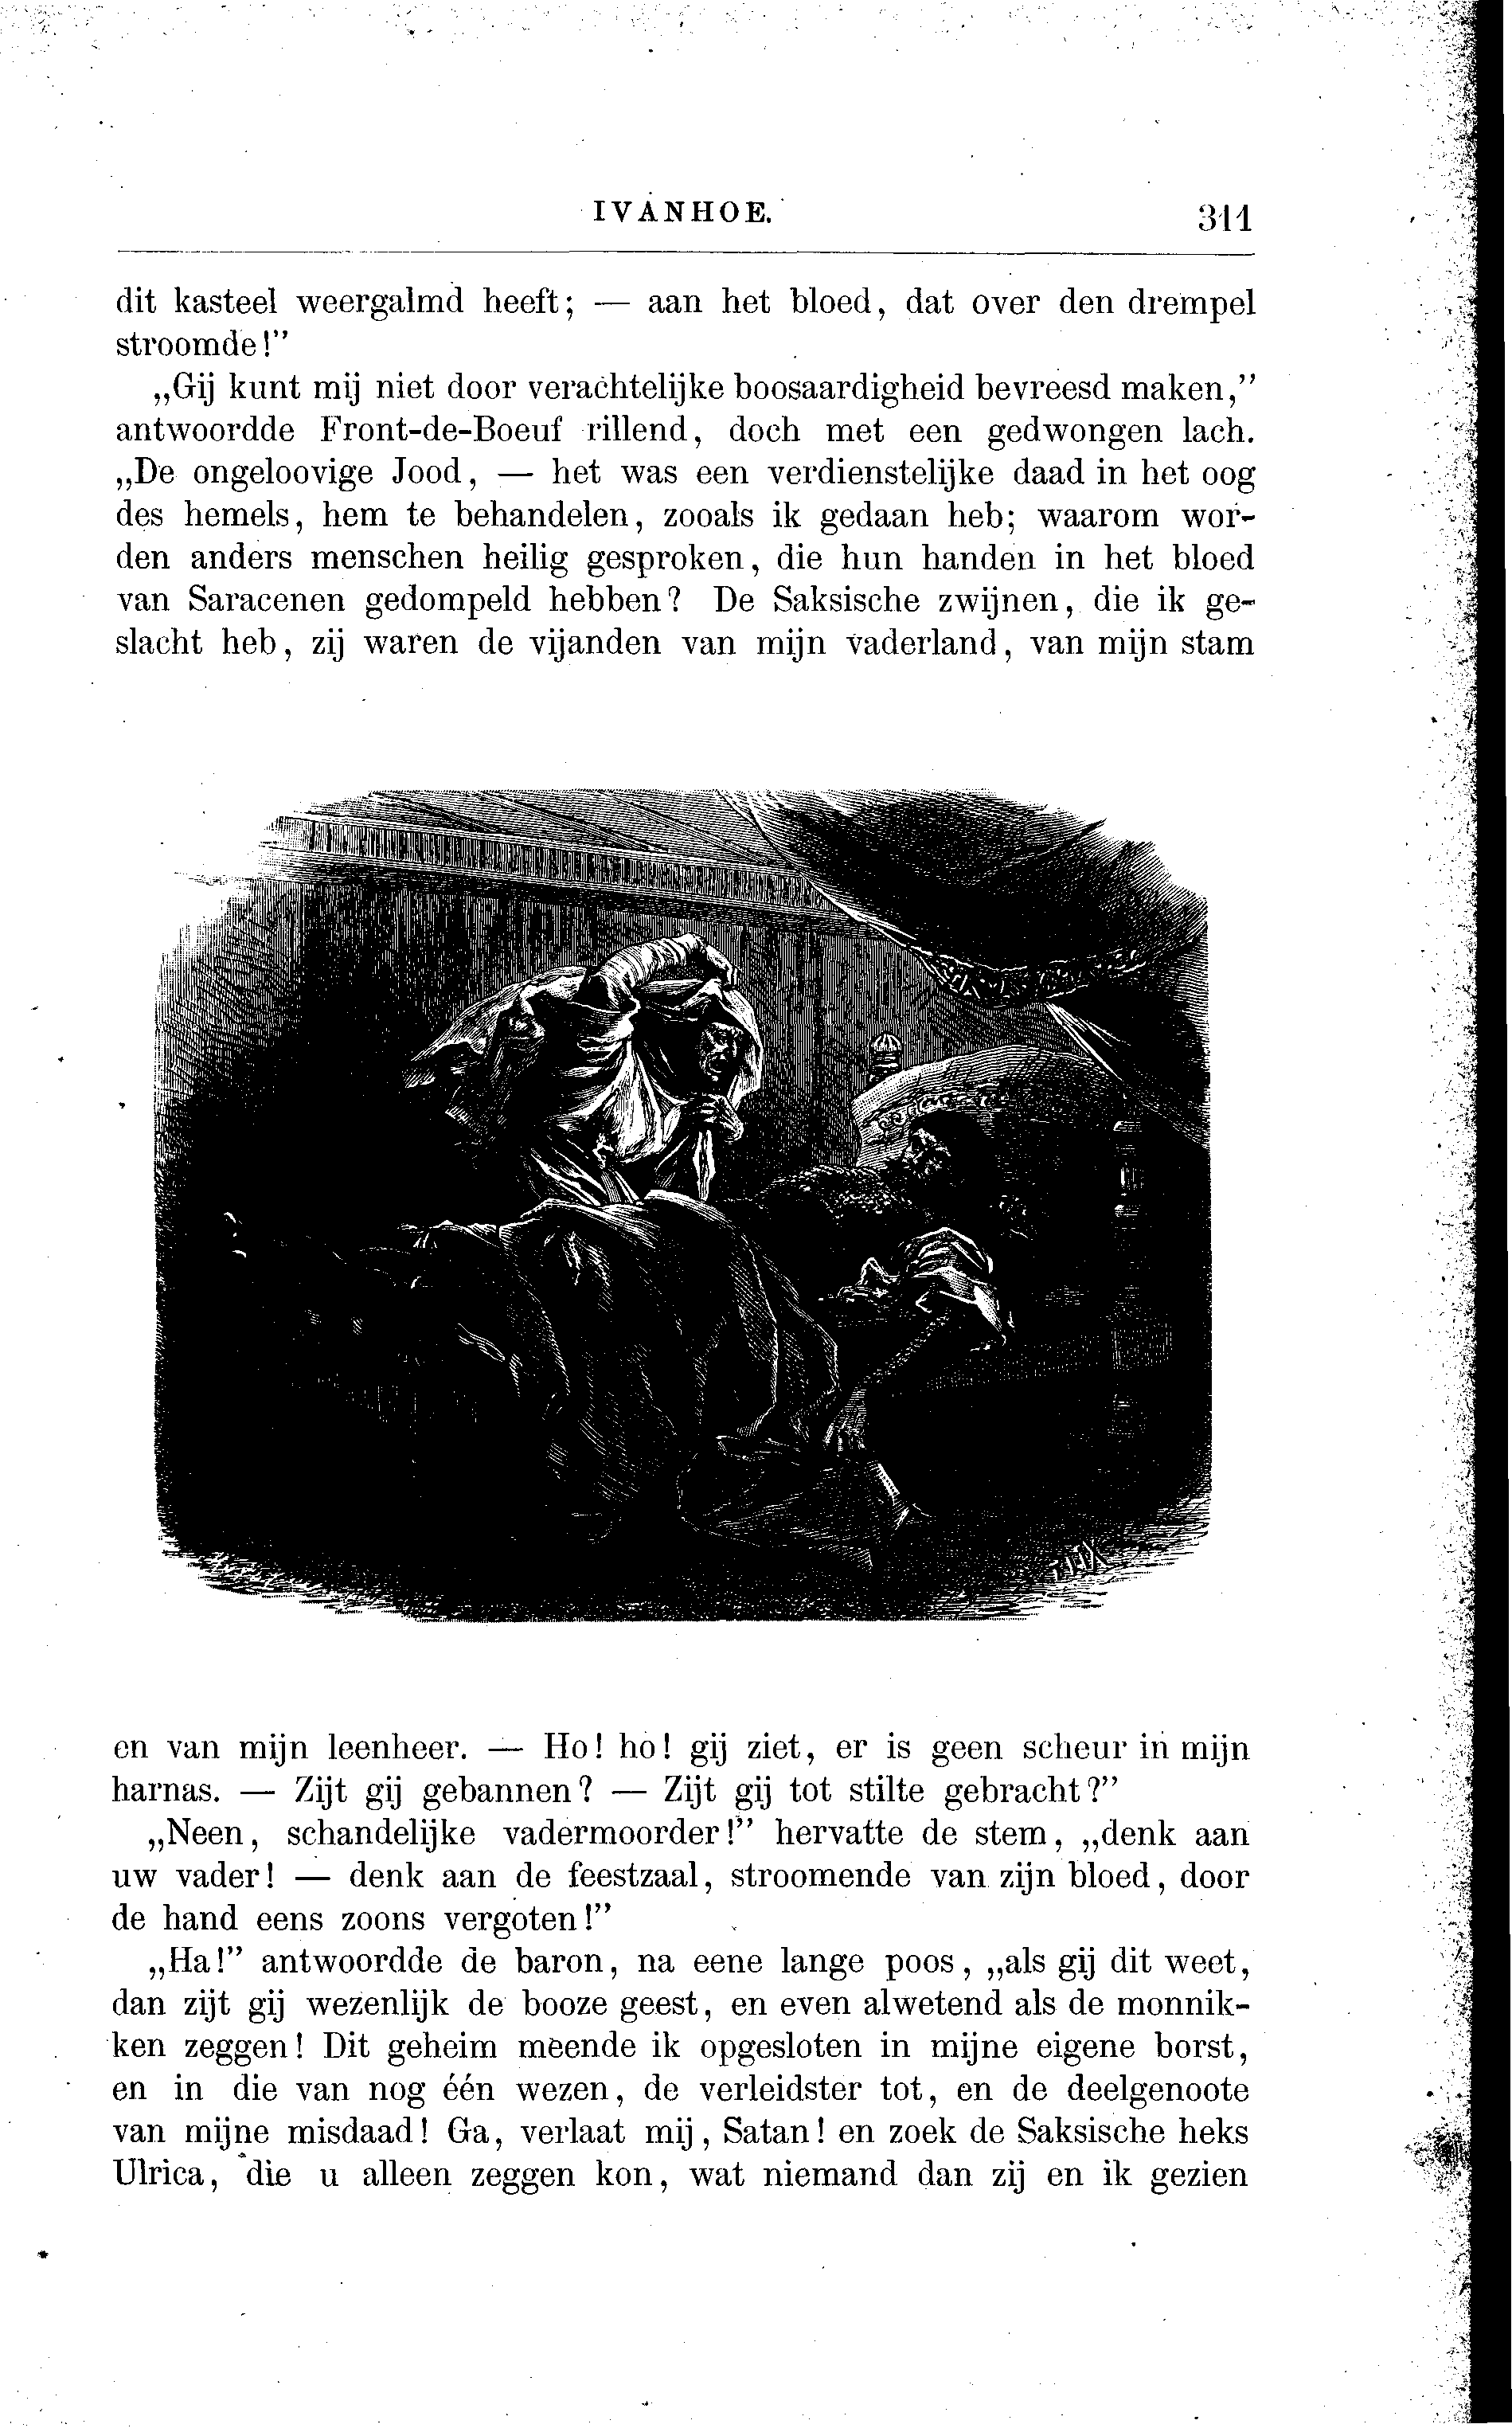 IVANHOE. 311
dit kasteel weergalmd heeft; — aan het bloed, dat over den drempel
stroomde!”
„Gij kunt mij niet door verachtelijke boosaardigheid bevreesd maken,”
antwoordde Front-de-Boeuf rillend, doch met een gedwongen lach.
„De ongeloovige Jood, — het was een verdienstelijke daad in het oog
des hemels, hem te behandelen, zooals ik gedaan heb; waarom wor-
den anders menschen heilig gesproken, die hun handen in het bloed
van Saracenen gedompeld hebben? De Saksische zwijnen, die ik ge-
slacht heb, zij waren de vijanden van mijn vaderland, van mijn stam
en van mijn leenheer. — Ho! ho! gij ziet, er is geen scheur in mijn
harnas. — Zijt gij gebannen? — Zijt gij tot stilte gebracht?”
„Neen, schandelijke vadermoorder!” hervatte de stem, „denk aan
uw vader! — denk aan de feestzaal, stroomende van zijn bloed, door
de hand eens zoons vergoten!”
„Ha!” antwoordde de baron, na eene lange poos, „als gij dit weet,
dan zijt gij wezenlijk de booze geest, en even alwetend als de monnik-
ken zeggen! Dit geheim meende ik opgesloten in mijne eigene borst,
en in die van nog één wezen, de verleidster tot, en de deelgenoote
van mijne misdaad! Ga, verlaat mij, Satan! en zoek de Saksische heks
Ulrica, die u alleen zeggen kon, wat niemand dan zij en ik gezien